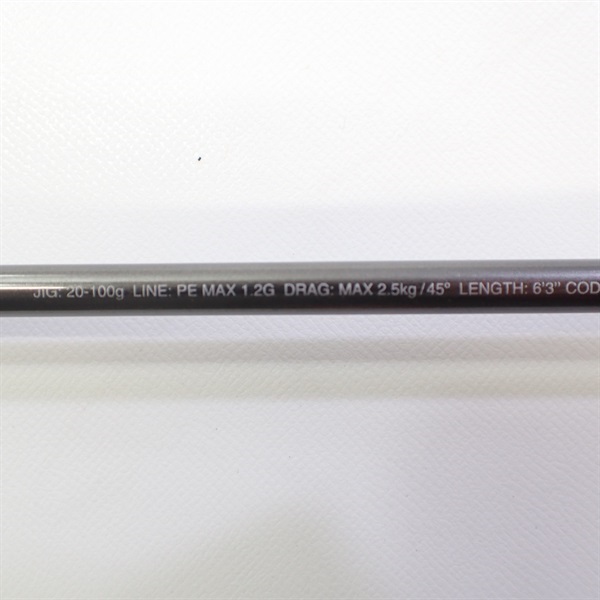 JIG: 20-100g LINE: PE MAX 1.2G DRAG: MAX 2.5kg/45° LENGTH: 6'3" COD